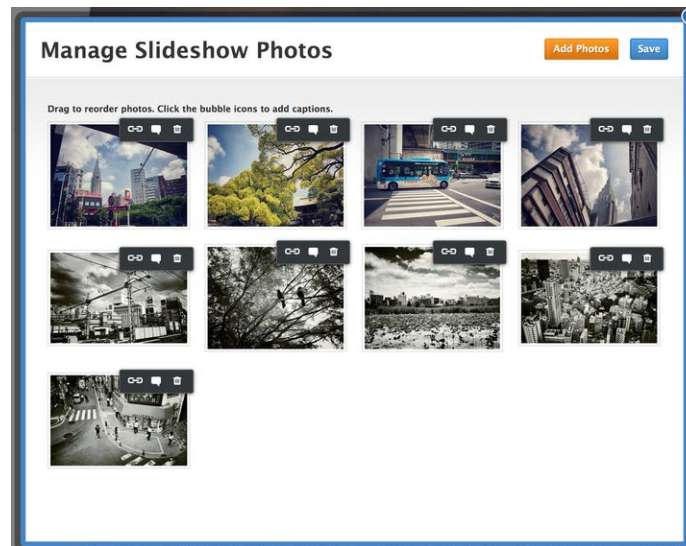 Manage Slideshow Photos
Add Photos
Save
Drag to reorder photos. Click the bubble icons to add captions.